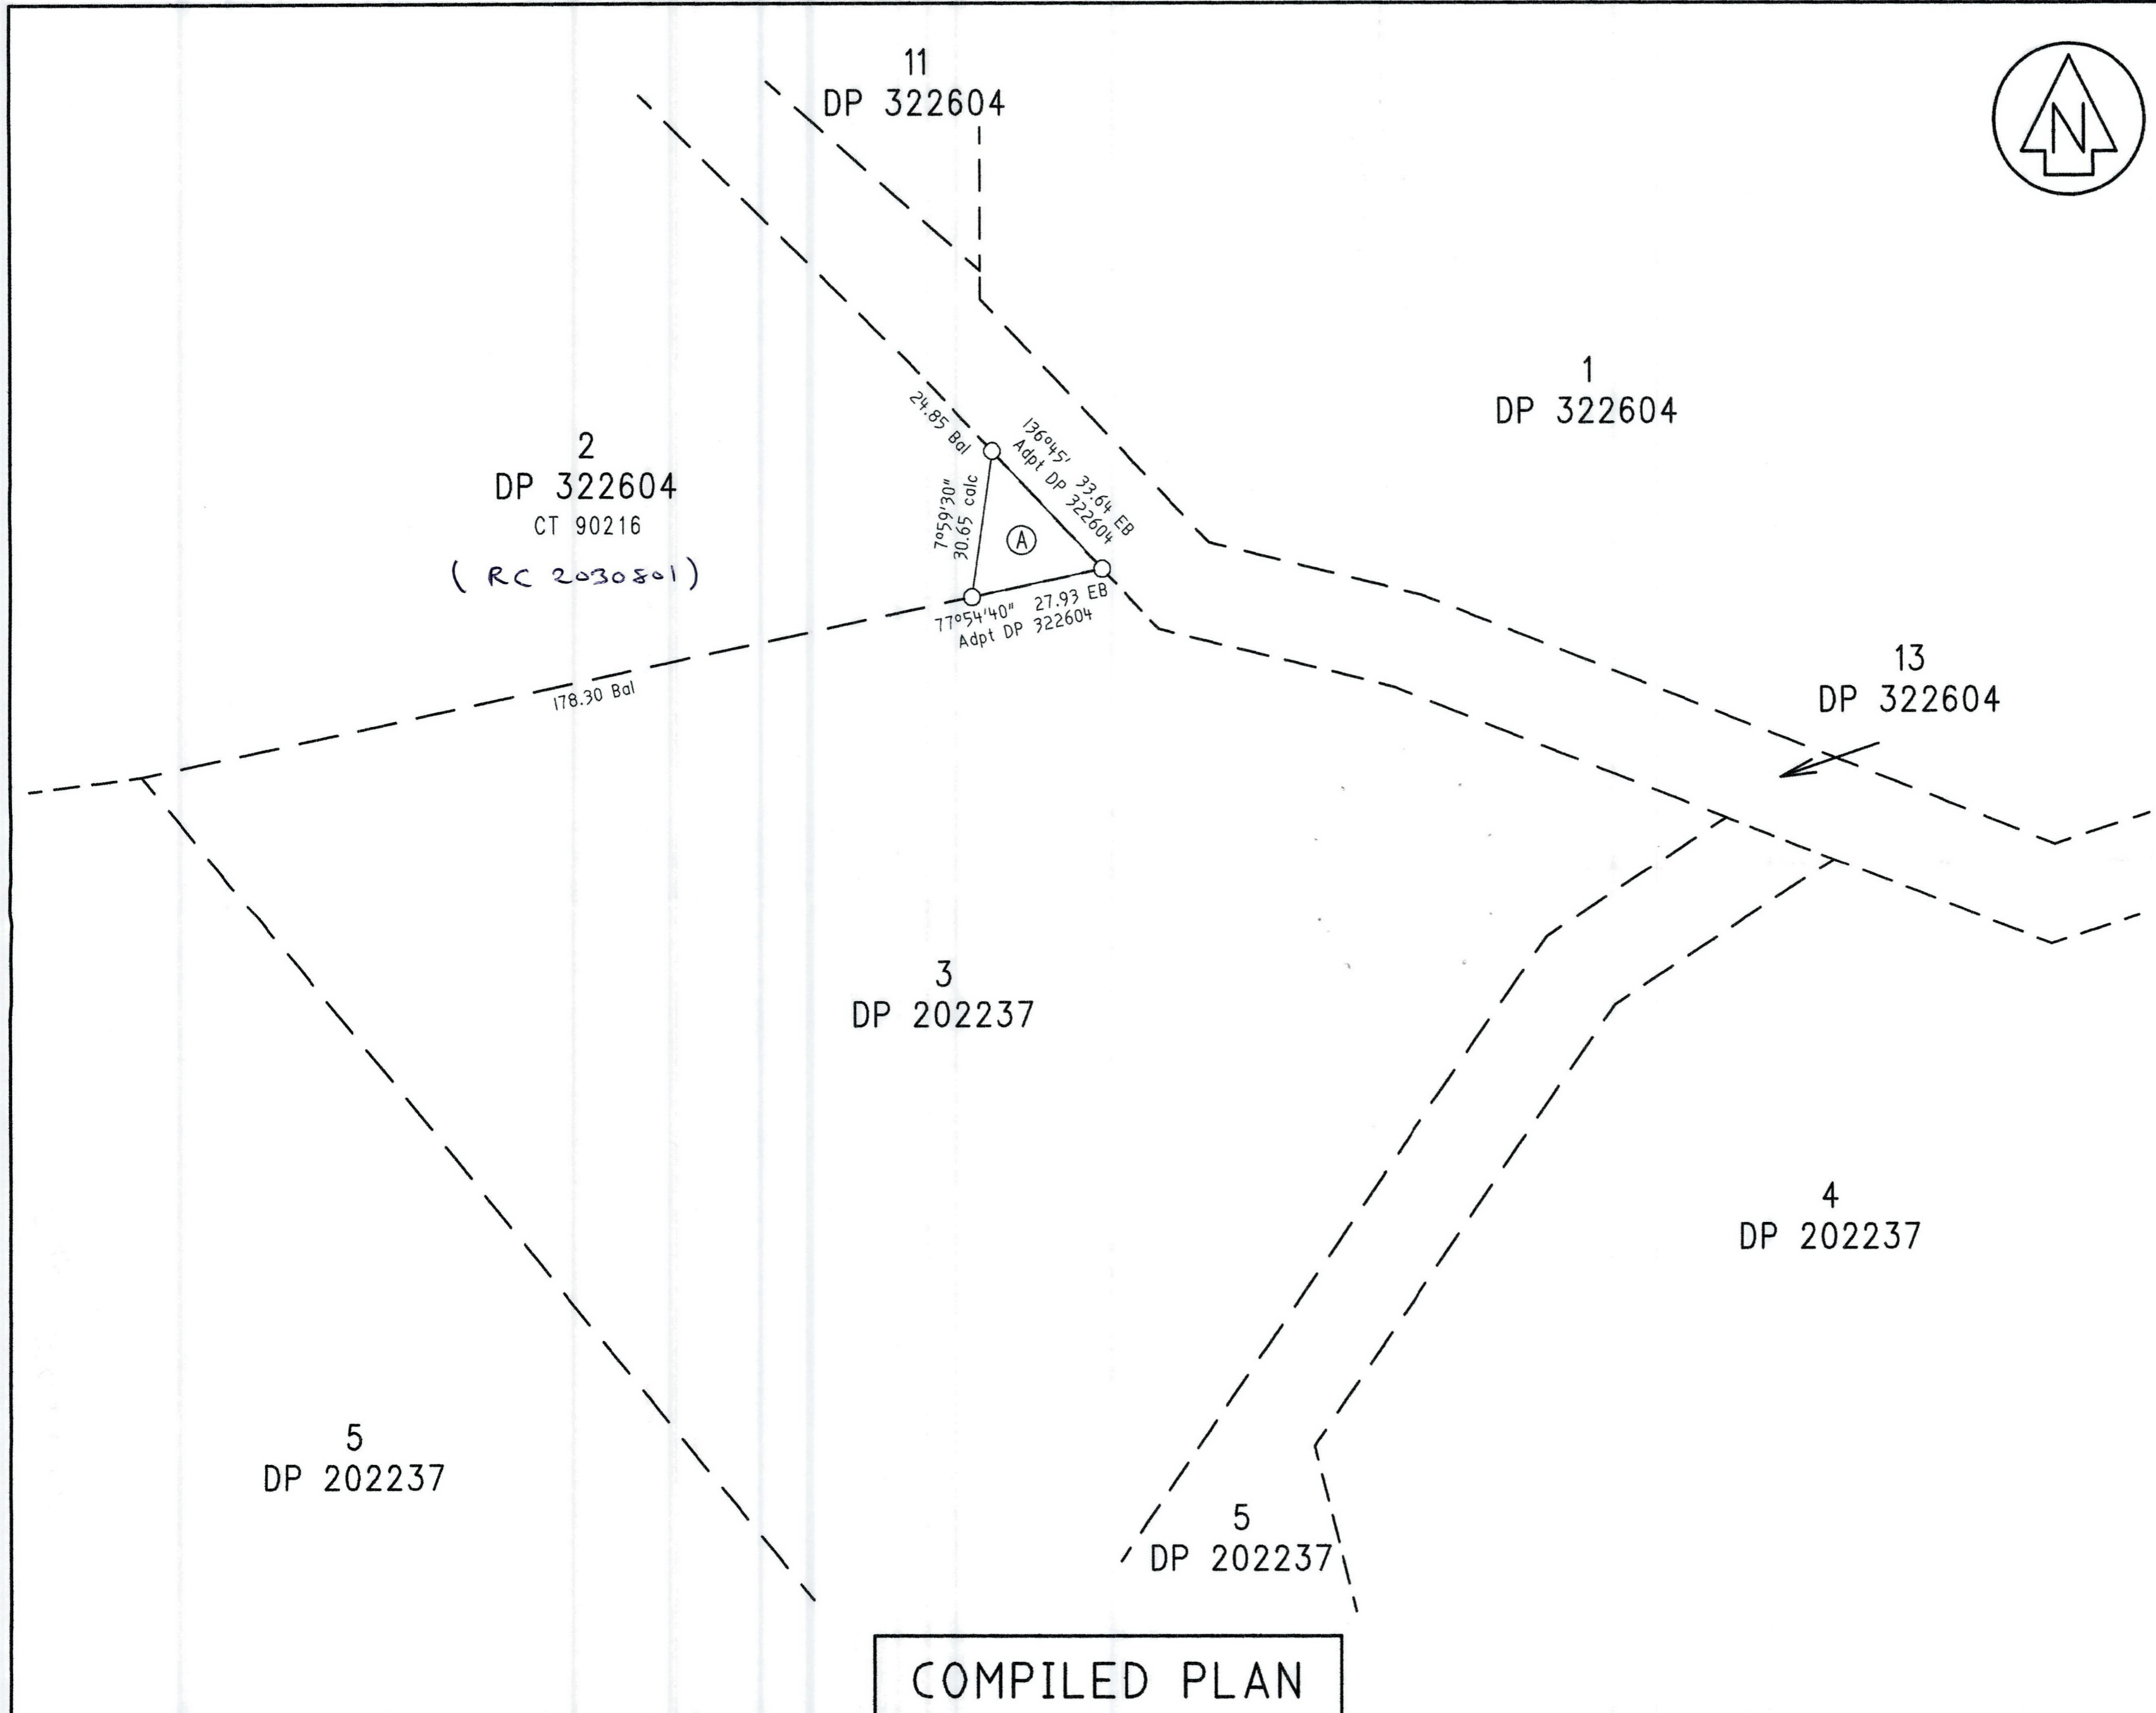 11
DP 322604
N
1
DP 322604
2
DP 322604
CT 90216
( RC 2030801)
24.85 Bal
136°45' 33.64 EB
Adpt DP 322604
7°59'30"
30.65 calc
A
77°54'40" 27.93 EB
Adpt DP 322604
178.30 Bal
13
DP 322604
3
DP 202237
4
DP 202237
5
DP 202237
5
DP 202237
COMPILED PLAN